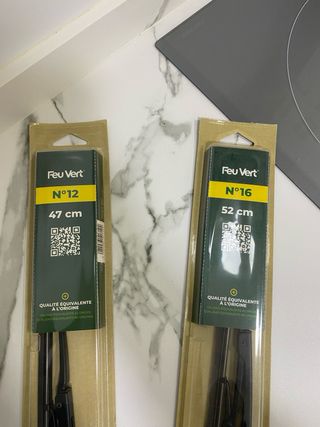 Feu Vert
N°12
47 cm
QUALITÉ ÉQUIVALENTE
À L'ORIGINE
Feu Vert
N°16
52 cm
QUALITÉ ÉQUIVALENTE
À L'ORIGINE